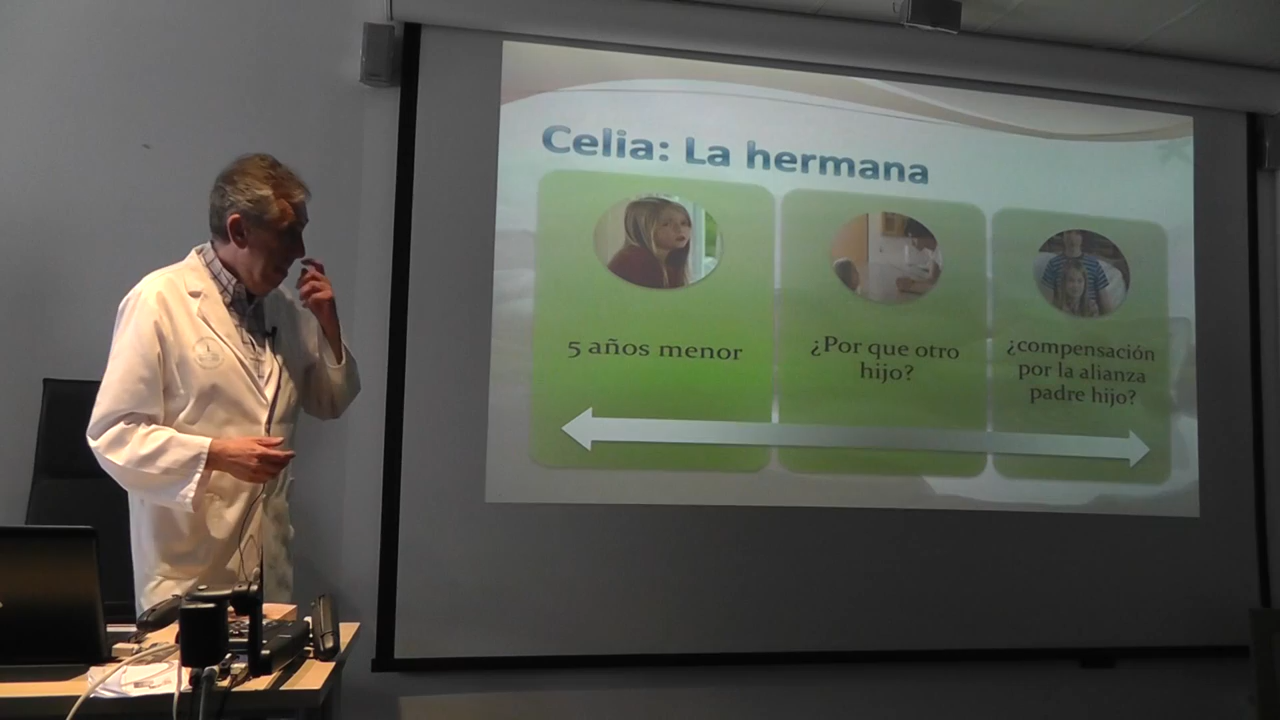 Celia: La hermana
5 años menor
¿Por que otro
hijo?
¿compensación
por la alianza
padre hijo?